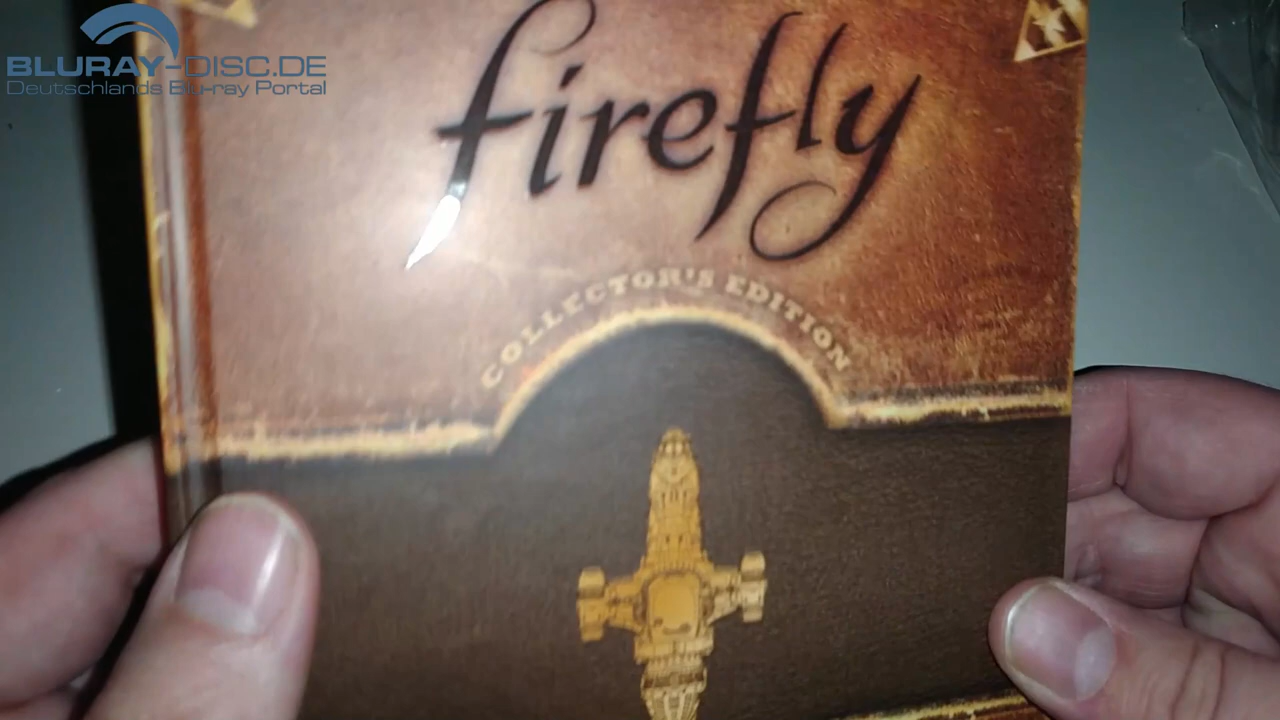 BLURAY-DISC.DE
Deutschlands Blu-ray Portal
firefly
COLLECTOR'S EDITION